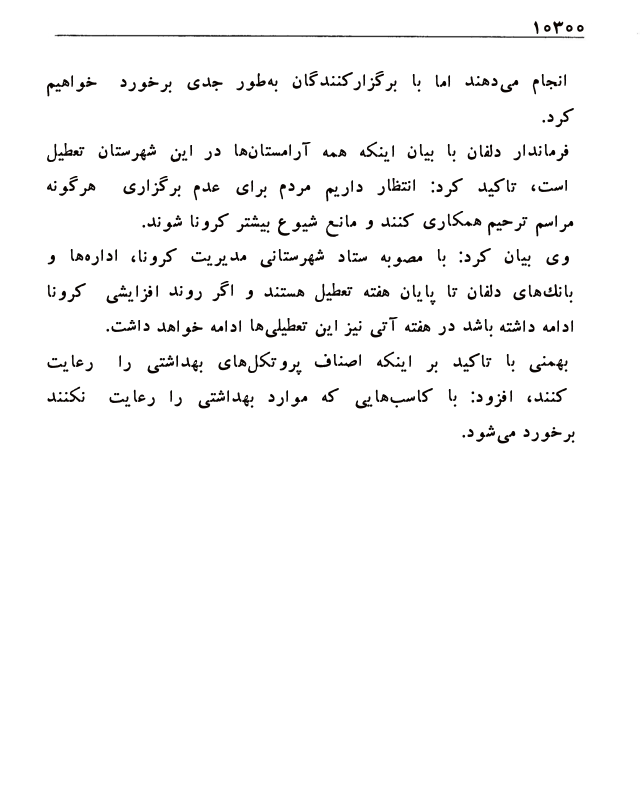 ۱۰۳۰۰
انجام می‌دهند اما با برگزارکنندگان به‌طور جدی برخورد خواهیم
کرد.
فرماندار دلفان با بیان اینکه همه آرامستان‌ها در این شهرستان تعطیل
است، تاکید کرد: انتظار داریم مردم برای عدم برگزاری هرگونه
مراسم ترحیم همکاری کنند و مانع شیوع بیشتر کرونا شوند.
وی بیان کرد: با مصوبه ستاد شهرستانی مدیریت کرونا، اداره‌ها و
بانك‌های دلفان تا پایان هفته تعطیل هستند و اگر روند افزایشی کرونا
ادامه داشته باشد در هفته آتی نیز این تعطیلی‌ها ادامه خواهد داشت.
بهمنی با تاکید بر اینکه اصناف پروتکل‌های بهداشتی را رعایت
کنند، افزود: با کاسب‌هایی که موارد بهداشتی را رعایت نکنند
برخورد می‌شود.